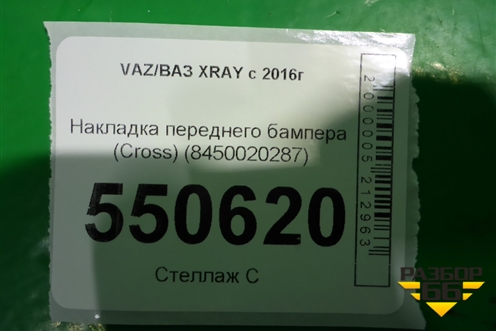 VAZ/ВАЗ XRAY с 2016г
Накладка переднего бампера
(Cross) (8450020287)
550620
Стеллаж С
2000005212963
РАЗБОР
66